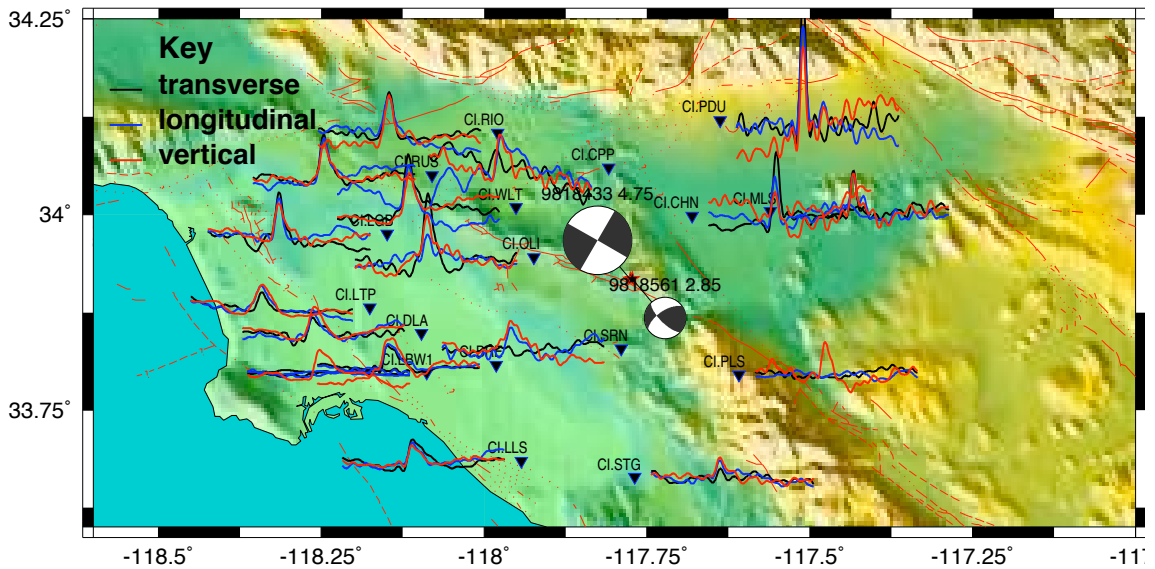 34.25°
34°
33.75°
Key
transverse
longitudinal
vertical
CI.RIO
CI.PDU
CI.RUS
CI.CPP
CI.WLT
9818433 4.75
CI.CHN
CI.MLS
CI.OLI
9818561 2.85
CI.LTP
CI.DLA
CI.SRN
CI.LBW1
CI.PLS
CI.LLS
CI.STG
-118.5°
-118.25°
-118°
-117.75°
-117.5°
-117.25°